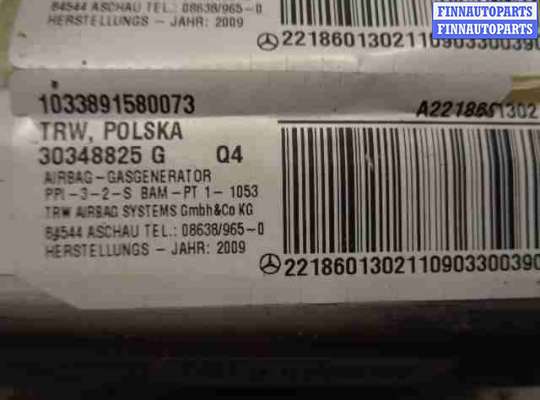 84544 ASCHAU TEL.: 08638/965-0
HERSTELLUNGS - JAHR: 2009
FINNAUTOPARTS
FINNAUTOPARTS
2218601302110903300390
1033891580073
TRW, POLSKA
30348825 G Q4
AIRBAG-GASGENERATOR
PPI-3-2-S BAM-PT 1- 1053
TRW AIRBAG SYSTEMS GmbH&Co KG
84544 ASCHAU TEL.: 08638/965-0
HERSTELLUNGS - JAHR: 2009
2218601302110903300390